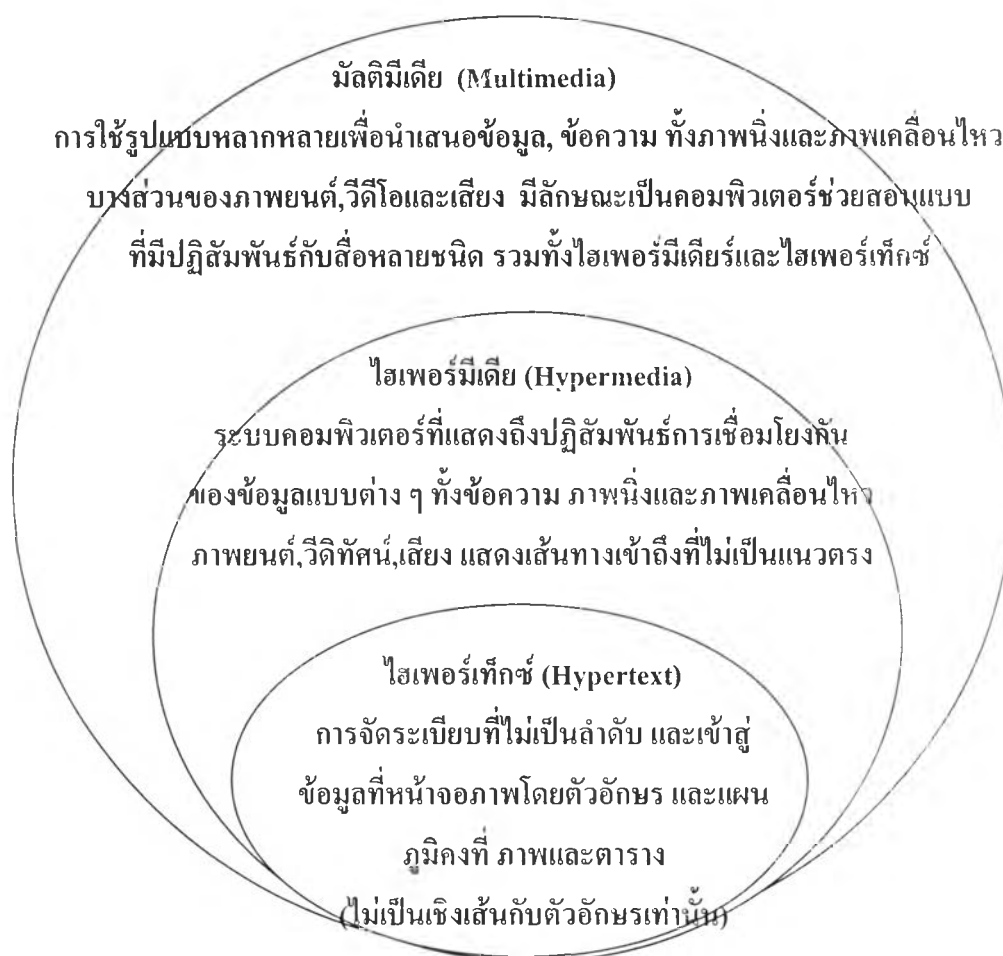 มัลติมีเดีย (Multimedia)
การใช้รูปแบบหลากหลายเพื่อนำเสนอข้อมูล, ข้อความ ทั้งภาพนิ่งและภาพเคลื่อนไหว
บางส่วนของภาพยนต์,วีดีโอและเสียง มีลักษณะเป็นคอมพิวเตอร์ช่วยสอนแบบ
ที่มีปฏิสัมพันธ์กับสื่อหลายชนิด รวมทั้งไฮเพอร์มีเดียร์และไฮเพอร์เท็กซ์
ไฮเพอร์มีเดีย (Hypermedia)
ระบบคอมพิวเตอร์ที่แสดงถึงปฏิสัมพันธ์การเชื่อมโยงกัน
ของข้อมูลแบบต่าง ๆ ทั้งข้อความ ภาพนิ่งและภาพเคลื่อนไหว
ภาพยนต์,วีดิทัศน์,เสียง แสดงเส้นทางเข้าถึงที่ไม่เป็นแนวตรง
ไฮเพอร์เท็กซ์ (Hypertext)
การจัดระเบียบที่ไม่เป็นลำดับ และเข้าสู่
ข้อมูลที่หน้าจอภาพโดยตัวอักษร และแผน
ภูมิคงที่ ภาพและตาราง
(ไม่เป็นเชิงเส้นกับตัวอักษรเท่านั้น)